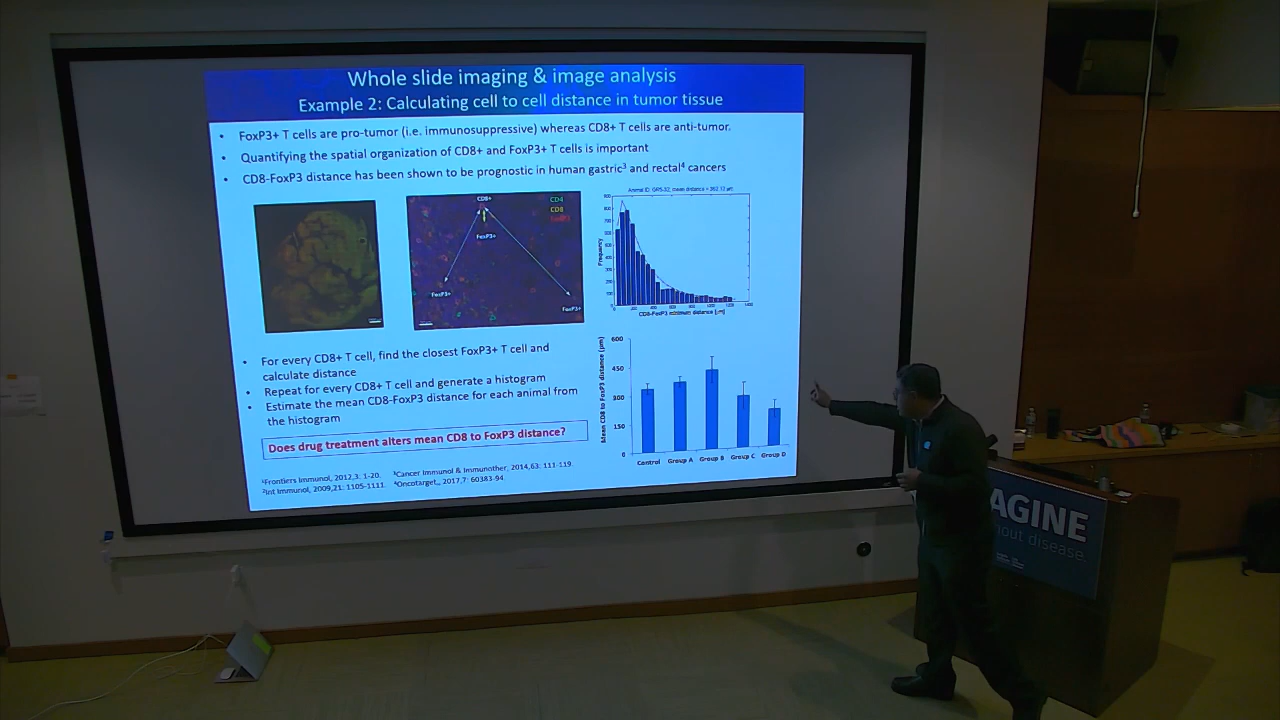 Whole slide imaging & image analysis
Example 2: Calculating cell to cell distance in tumor tissue
• FoxP3+ T cells are pro-tumor (i.e. immunosuppressive) whereas CD8+ T cells are anti-tumor.
• Quantifying the spatial organization of CD8+ and FoxP3+ T cells is important
• CD8-FoxP3 distance has been shown to be prognostic in human gastric³ and rectal⁴ cancers
CD8+
CD4
CD8
FoxP3
FoxP3+
FoxP3+
FoxP3+
Frequency
CD8-FoxP3 minimum distance [µm]
• For every CD8+ T cell, find the closest FoxP3+ T cell and
calculate distance
• Repeat for every CD8+ T cell and generate a histogram
• Estimate the mean CD8-FoxP3 distance for each animal from
the histogram
Does drug treatment alters mean CD8 to FoxP3 distance?
Mean CD8 to FoxP3 distance (µm)
600
450
300
150
0
Control Group A Group B Group C Group D
¹Frontiers Immunol, 2012,3: 1-20. ³Cancer Immunol & Immunother, 2014,63: 111-119.
²Int Immunol, 2009,21: 1105-1111. ⁴Oncotarget,, 2017,7: 60383-94.
AGINE
hout disease.